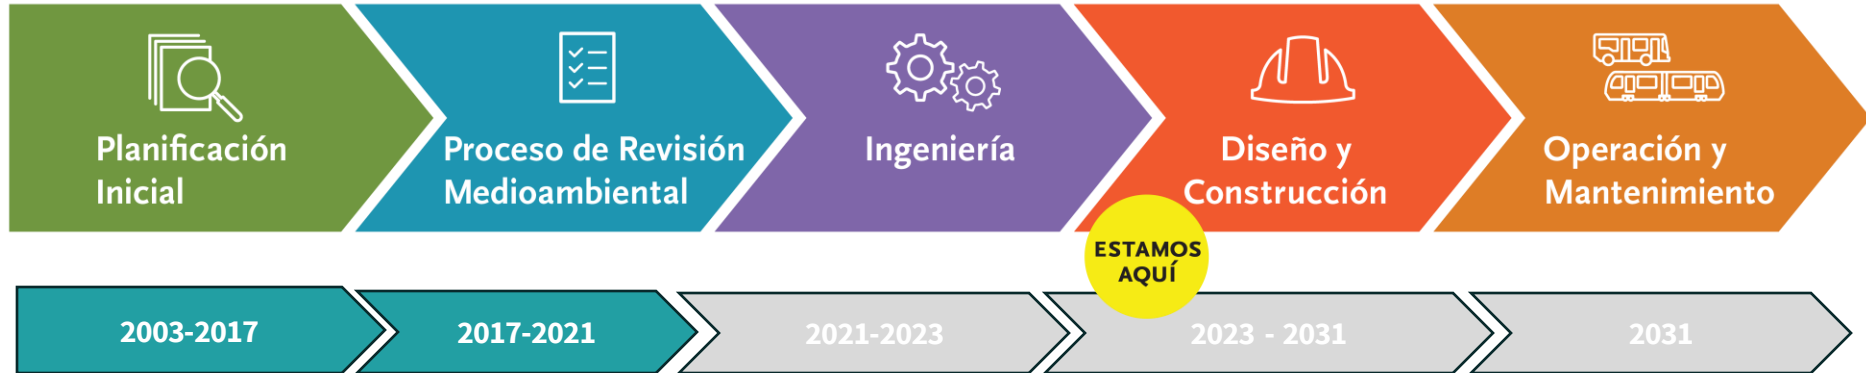 Planificación
Inicial
Proceso de Revisión
Medioambiental
Ingeniería
Diseño y
Construcción
Operación y
Mantenimiento
ESTAMOS
AQUÍ
2003-2017
2017-2021
2021-2023
2023 - 2031
2031